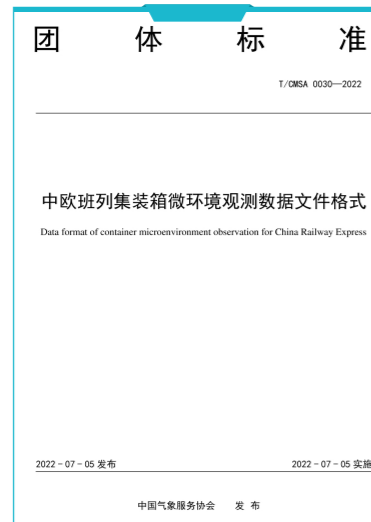 团体标准
T/CMSA 0030—2022
中欧班列集装箱微环境观测数据文件格式
Data format of container microenvironment observation for China Railway Express
2022-07-05 发布 2022-07-05 实施
中国气象服务协会 发布